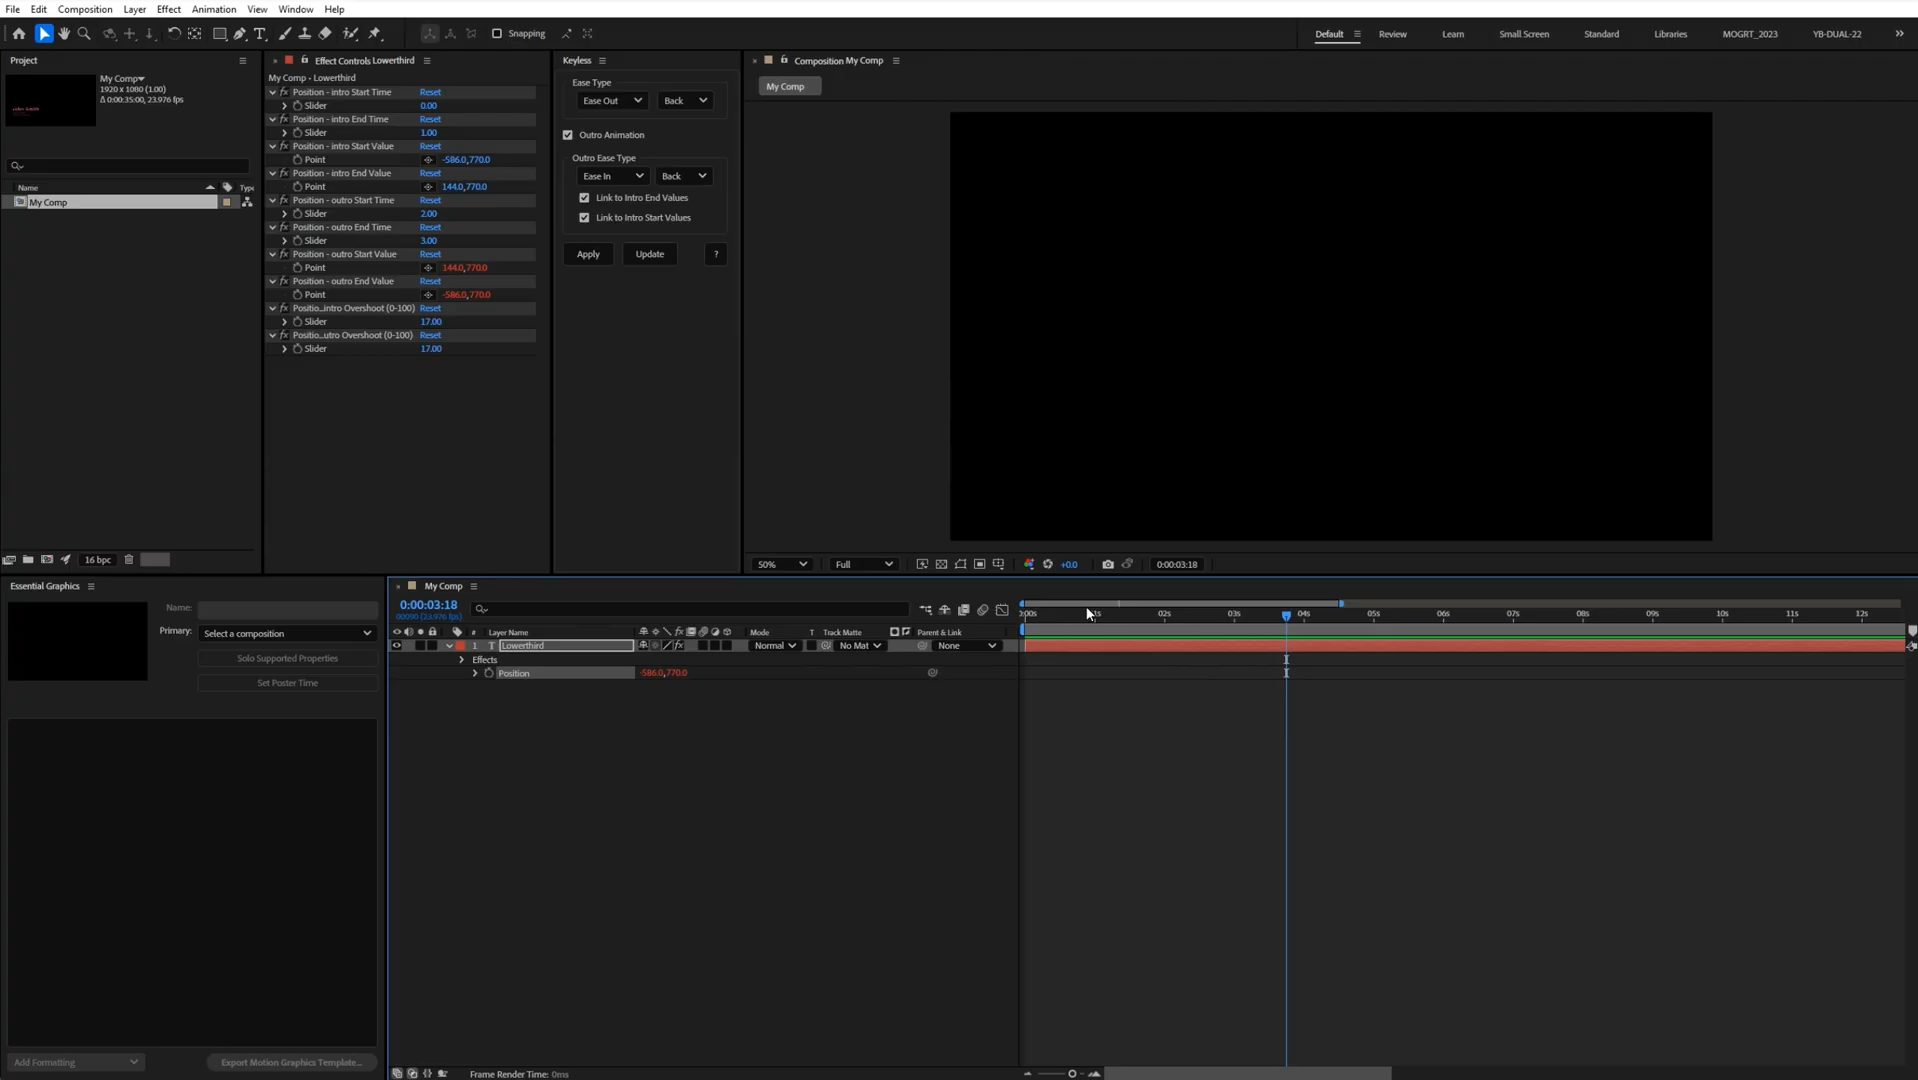 File Edit Composition Layer Effect Animation View Window Help
Snapping
Default Review Learn Small Screen Standard Libraries MOGRT_2023 YB-DUAL-22
Project
My Comp
1920 x 1080 (1.00)
Δ 0:00:35:00, 23.976 fps
Name Type
My Comp
16 bpc
Effect Controls Lowerthird
My Comp - Lowerthird
Position - intro Start Time Reset
Slider 0.00
Position - intro End Time Reset
Slider 1.00
Position - intro Start Value Reset
Point -586.0,770.0
Position - intro End Value Reset
Point 144.0,770.0
Position - outro Start Time Reset
Slider 2.00
Position - outro End Time Reset
Slider 3.00
Position - outro Start Value Reset
Point 144.0,770.0
Position - outro End Value Reset
Point -586.0,770.0
Positio...intro Overshoot (0-100) Reset
Slider 17.00
Positio...utro Overshoot (0-100) Reset
Slider 17.00
Keyless
Ease Type
Ease Out Back
Outro Animation
Outro Ease Type
Ease In Back
Link to Intro End Values
Link to Intro Start Values
Apply Update ?
Composition My Comp
My Comp
50% Full +0.0 0:00:03:18
Essential Graphics
Name:
Primary: Select a composition
Solo Supported Properties
Set Poster Time
Add Formatting Export Motion Graphics Template...
My Comp
0:00:03:18
00090 (23.976 fps)
# Layer Name Mode T Track Matte Parent & Link
1 T Lowerthird Normal No Mat None
Effects
Position -586.0,770.0
:00s 1s 02s 03s 04s 05s 06s 07s 08s 09s 10s 11s 12s
Frame Render Time: 0ms